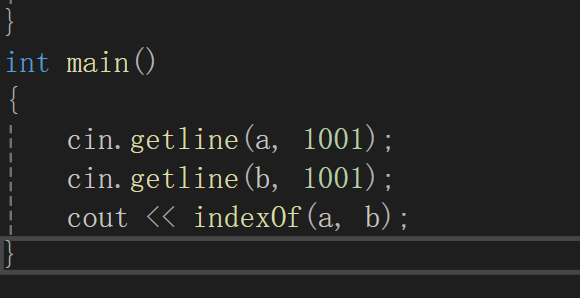 }
int main()
{
    cin.getline(a, 1001);
    cin.getline(b, 1001);
    cout << indexOf(a, b);
}